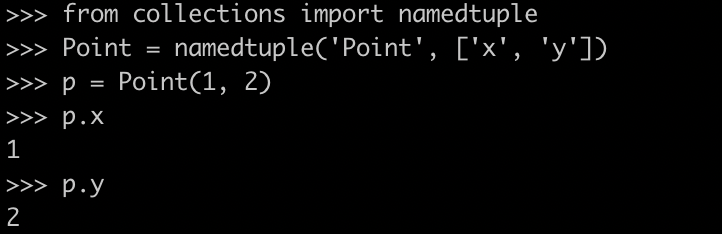 >>> from collections import namedtuple
>>> Point = namedtuple('Point', ['x', 'y'])
>>> p = Point(1, 2)
>>> p.x
1
>>> p.y
2